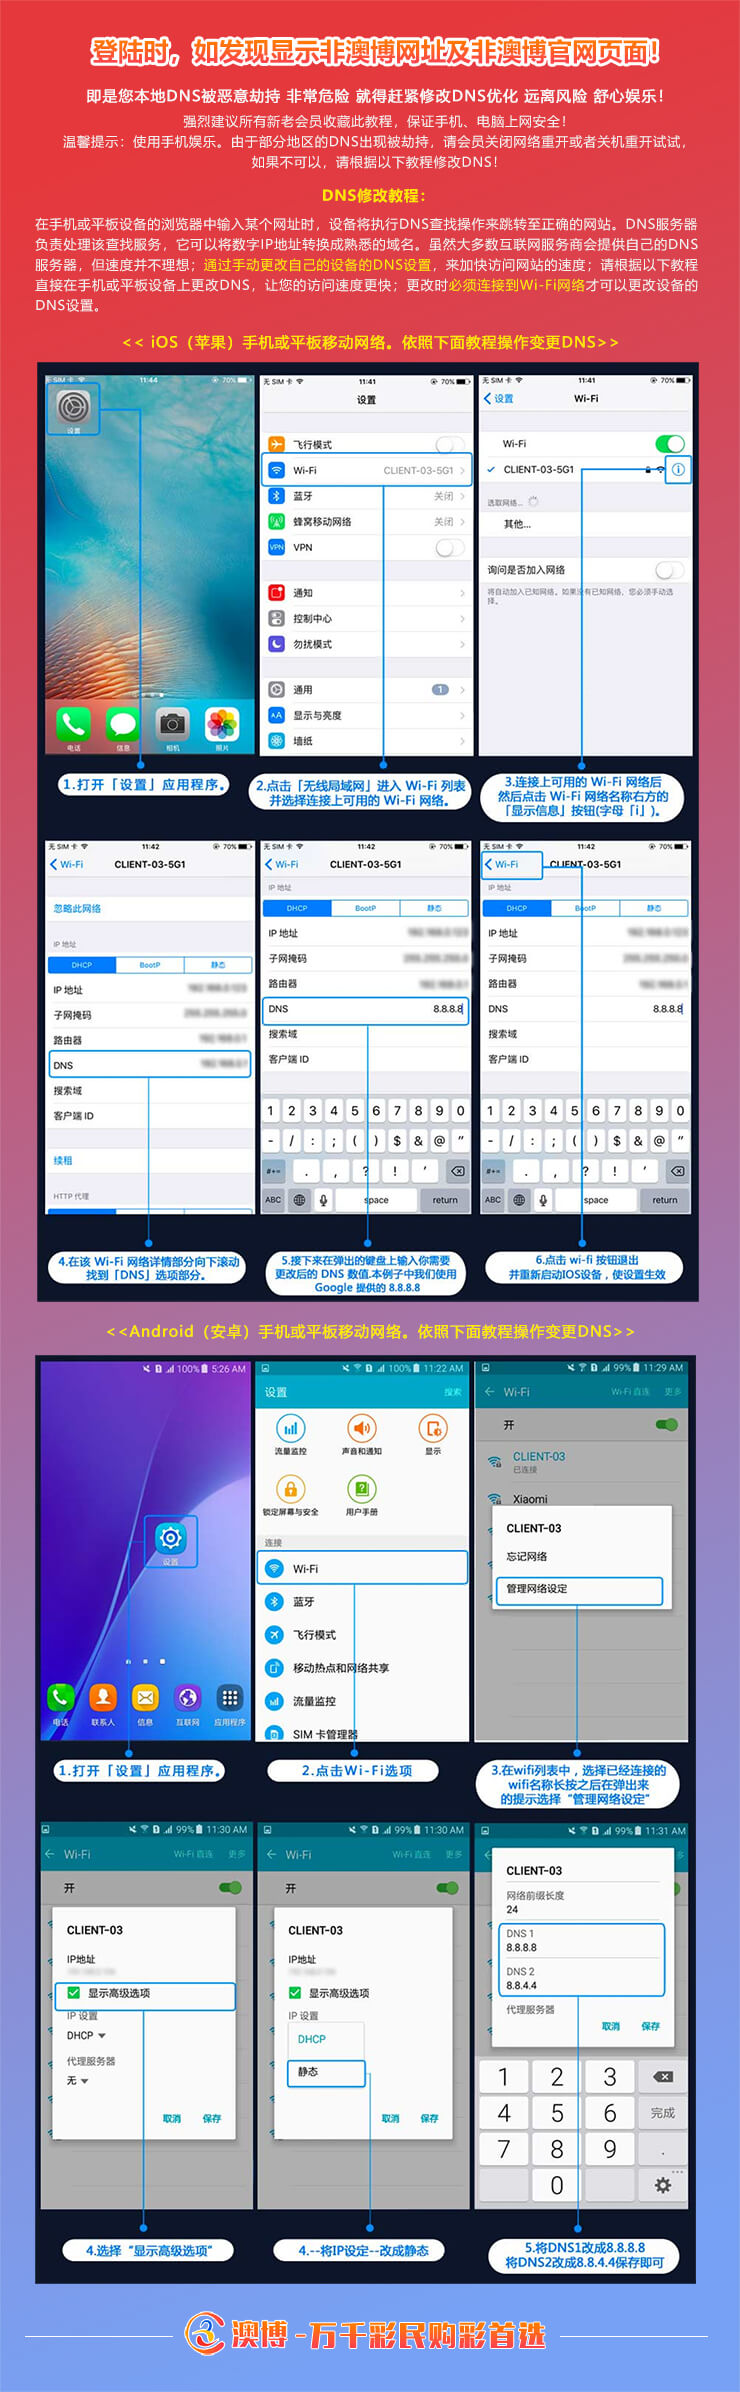 登陆时，如发现显示非澳博网址及非澳博官网页面！
即是您本地DNS被恶意劫持 非常危险 就得赶紧修改DNS优化 远离风险 舒心娱乐！
强烈建议所有新老会员收藏此教程，保证手机、电脑上网安全！
温馨提示：使用手机娱乐。由于部分地区的DNS出现被劫持，请会员关闭网络重开或者关机重开试试，
如果不可以，请根据以下教程修改DNS！
DNS修改教程：
在手机或平板设备的浏览器中输入某个网址时，设备将执行DNS查找操作来跳转至正确的网站。DNS服务器
负责处理该查找服务，它可以将数字IP地址转换成熟悉的域名。虽然大多数互联网服务商会提供自己的DNS
服务器，但速度并不理想；通过手动更改自己的设备的DNS设置，来加快访问网站的速度；请根据以下教程
直接在手机或平板设备上更改DNS，让您的访问速度更快；更改时必须连接到Wi-Fi网络才可以更改设备的
DNS设置。
<< iOS（苹果）手机或平板移动网络。依照下面教程操作变更DNS>>
无 SIM 卡 11:44 70%
设置
电话 信息 相机 照片
1.打开「设置」应用程序。
无 SIM 卡 11:41 70%
设置
飞行模式
Wi-Fi CLIENT-03-5G1
蓝牙 关闭
蜂窝移动网络 关闭
VPN VPN
通知
控制中心
勿扰模式
通用 1
AA 显示与亮度
墙纸
2.点击「无线局域网」进入 Wi-Fi 列表
并选择连接上可用的 Wi-Fi 网络。
无 SIM 卡 11:41 70%
设置 Wi-Fi
Wi-Fi
CLIENT-03-5G1
选取网络...
其他...
询问是否加入网络
将自动加入已知网络。如果没有已知网络，您必须手动选
择。
3.连接上可用的 Wi-Fi 网络后
然后点击 Wi-Fi 网络名称右方的
「显示信息」按钮(字母「i」)。
无 SIM 卡 11:42 70%
Wi-Fi CLIENT-03-5G1
忽略此网络
IP 地址
DHCP BootP 静态
IP 地址
子网掩码
路由器
DNS
搜索域
客户端 ID
续租
HTTP 代理
4.在该 Wi-Fi 网络详情部分向下滚动
找到「DNS」选项部分。
无 SIM 卡 11:42 70%
Wi-Fi CLIENT-03-5G1
IP 地址
DHCP BootP 静态
IP 地址
子网掩码
路由器
DNS 8.8.8.8
搜索域
客户端 ID
1 2 3 4 5 6 7 8 9 0
- / : ; ( ) $ & @ "
#+= . , ? ! '
ABC space return
5.接下来在弹出的键盘上输入你需要
更改后的 DNS 数值.本例子中我们使用
Google 提供的 8.8.8.8
无 SIM 卡 11:42 70%
Wi-Fi CLIENT-03-5G1
IP 地址
DHCP BootP 静态
IP 地址
子网掩码
路由器
DNS 8.8.8.8
搜索域
客户端 ID
1 2 3 4 5 6 7 8 9 0
- / : ; ( ) $ & @ "
#+= . , ? ! '
ABC space return
6.点击 wi-fi 按钮退出
并重新启动IOS设备，使设置生效
<<Android（安卓）手机或平板移动网络。依照下面教程操作变更DNS>>
100% 5:26 AM
设置
电话 联系人 信息 互联网 应用程序
1.打开「设置」应用程序。
100% 11:22 AM
设置 搜索
流量监控 声音和通知 显示
锁定屏幕与安全 用户手册
连接
Wi-Fi
蓝牙
飞行模式
移动热点和网络共享
流量监控
SIM 卡管理器
2.点击Wi-Fi选项
99% 11:29 AM
Wi-Fi Wi-Fi 直连 更多
开
CLIENT-03
已连接
Xiaomi
CLIENT-03
忘记网络
管理网络设定
3.在wifi列表中，选择已经连接的
wifi名称长按之后在弹出来
的提示选择“管理网络设定”
99% 11:30 AM
Wi-Fi Wi-Fi 直连 更多
开
CLIENT-03
IP地址
显示高级选项
IP 设置
DHCP
代理服务器
无
取消 保存
4.选择“显示高级选项”
99% 11:30 AM
Wi-Fi Wi-Fi 直连 更多
开
CLIENT-03
IP地址
显示高级选项
IP 设置
DHCP
静态
取消 保存
4.--将IP设定--改成静态
99% 11:31 AM
CLIENT-03
网络前缀长度
24
DNS 1
8.8.8.8
DNS 2
8.8.4.4
代理服务器
取消 保存
1 2 3
4 5 6 完成
7 8 9 .
0
5.将DNS1改成8.8.8.8
将DNS2改成8.8.4.4保存即可
澳博-万千彩民购彩首选